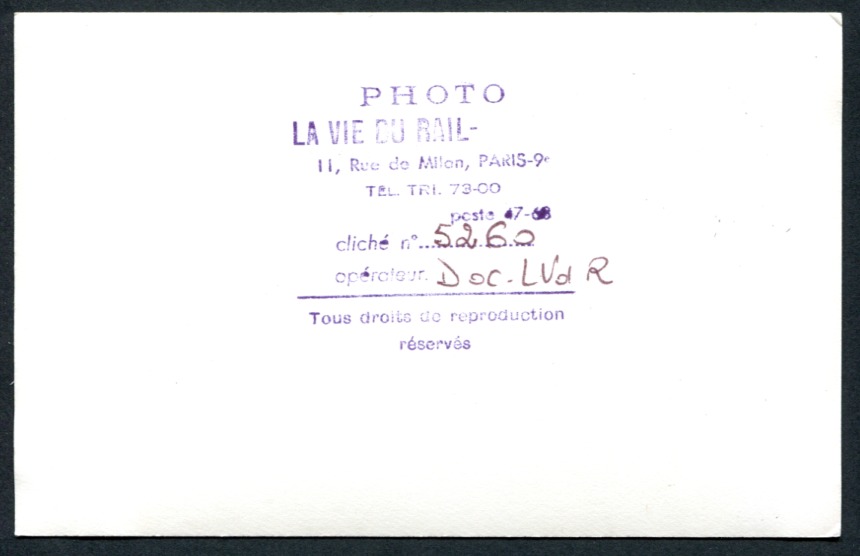 PHOTO
LA VIE DU RAIL-
11, Rue de Milan, PARIS-9e
TÉL. TRI. 73-00
poste 47-68
cliché n°..5260
opérateur. Doc. LVdR
Tous droits de reproduction
réservés